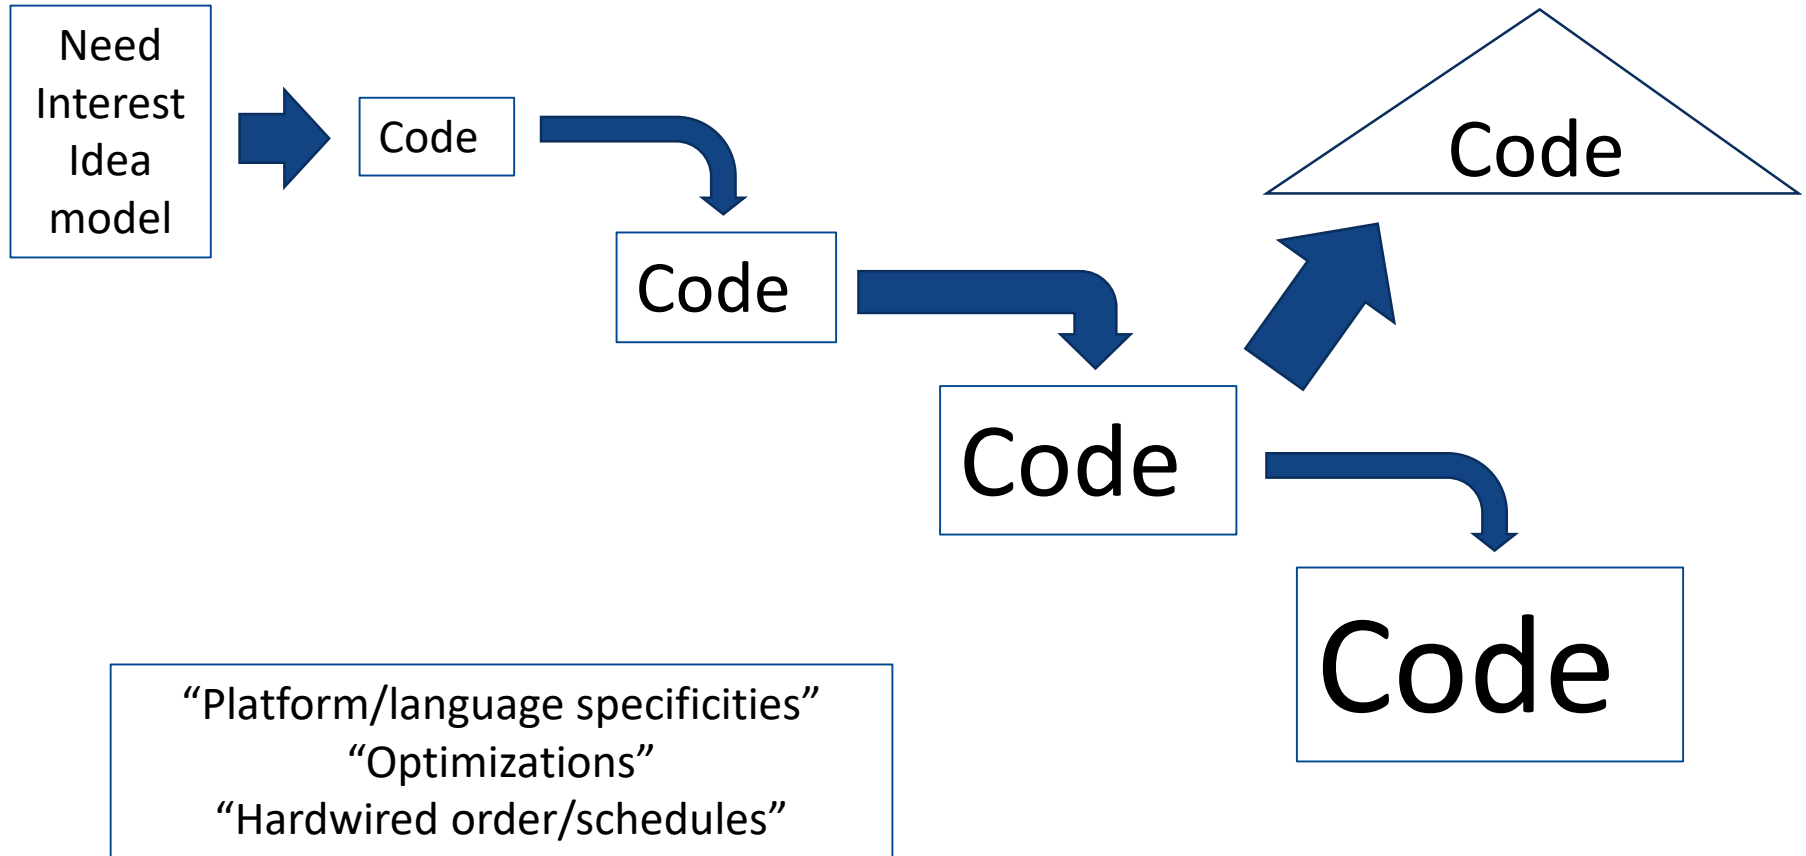 Need
Interest
Idea
model
Code
Code
Code
Code
Code
“Platform/language specificities”
“Optimizations”
“Hardwired order/schedules”